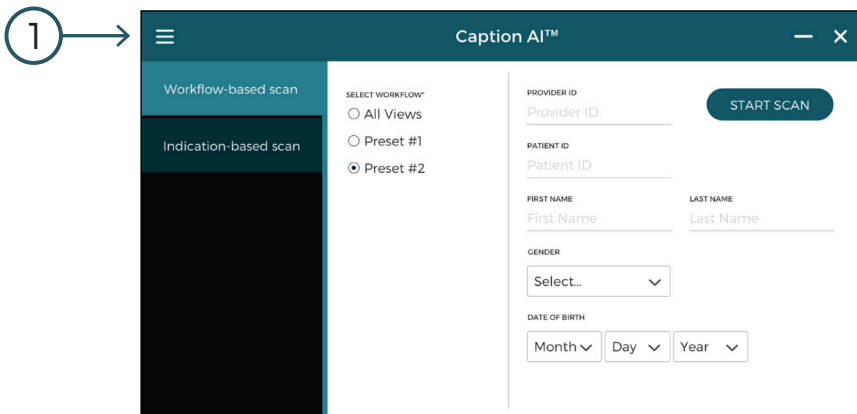 1
Caption AI™
Workflow-based scan
Indication-based scan
SELECT WORKFLOW*
All Views
Preset #1
Preset #2
PROVIDER ID
Provider ID
START SCAN
PATIENT ID
Patient ID
FIRST NAME
First Name
LAST NAME
Last Name
GENDER
Select...
DATE OF BIRTH
Month Day Year